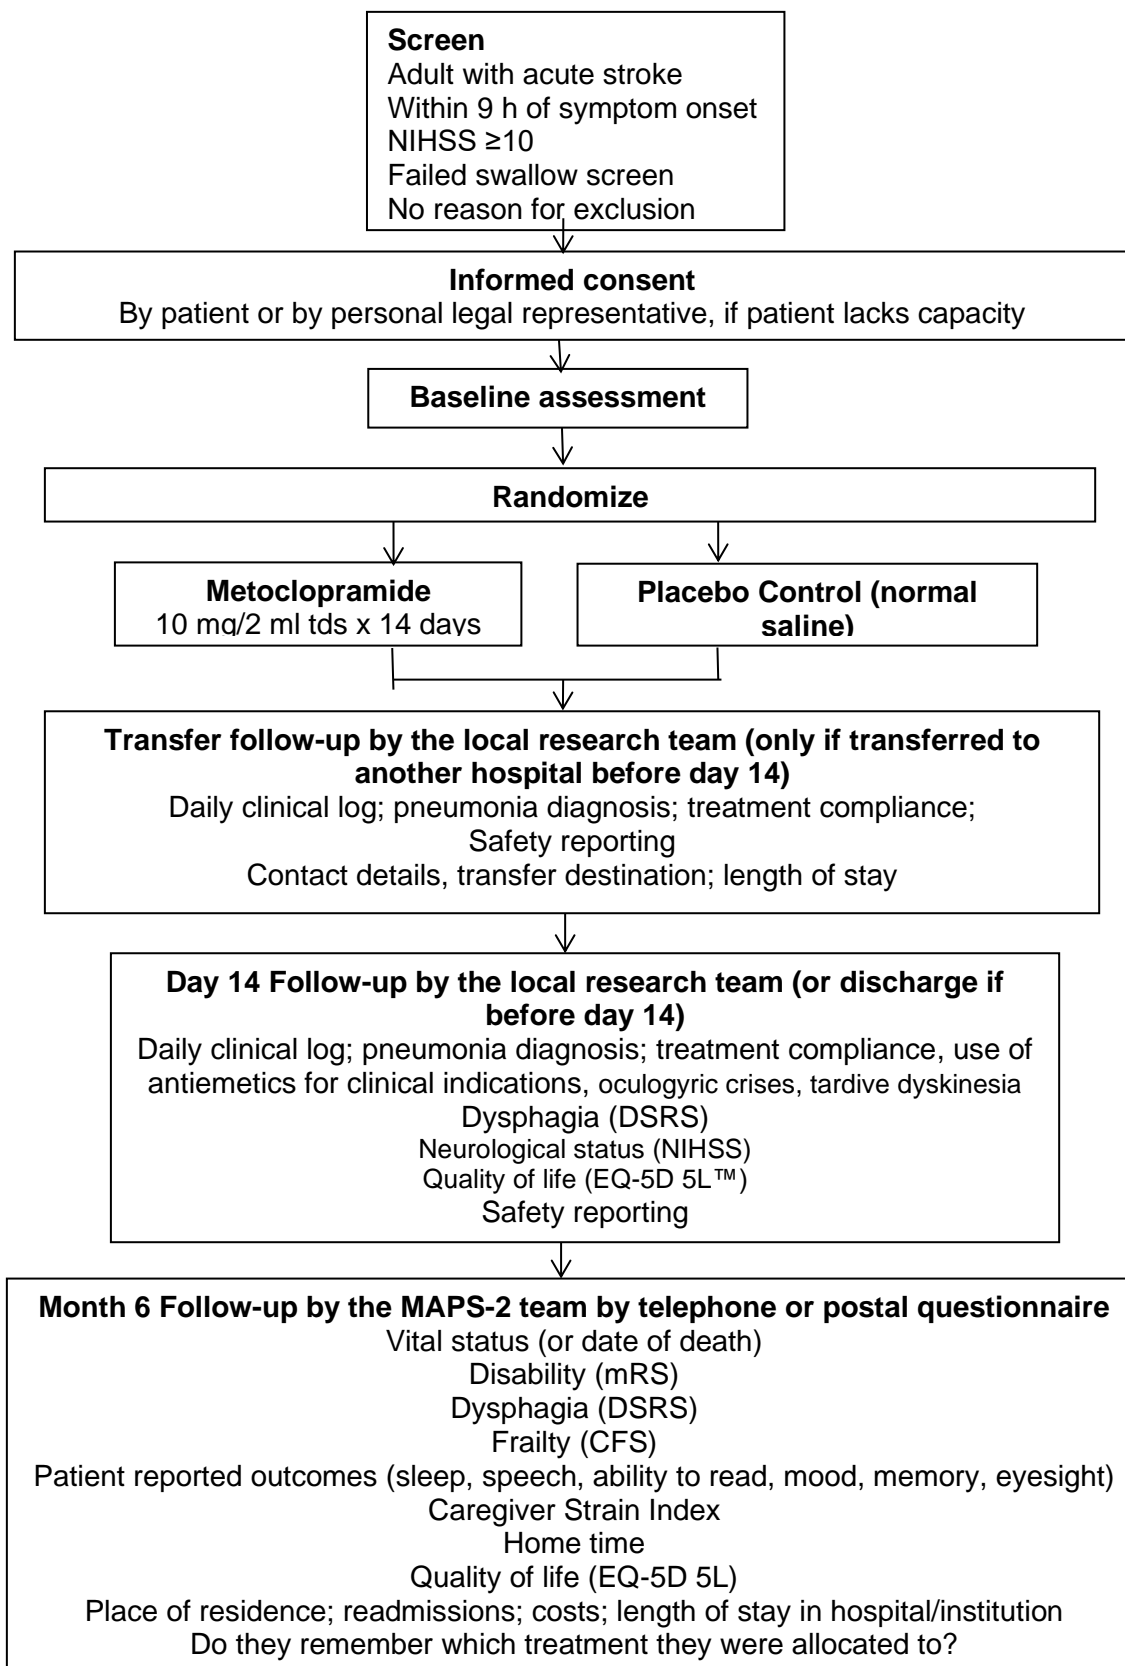 Screen
Adult with acute stroke
Within 9 h of symptom onset
NIHSS ≥10
Failed swallow screen
No reason for exclusion
Informed consent
By patient or by personal legal representative, if patient lacks capacity
Baseline assessment
Randomize
Metoclopramide
10 mg/2 ml tds x 14 days
Placebo Control (normal
saline)
Transfer follow-up by the local research team (only if transferred to
another hospital before day 14)
Daily clinical log; pneumonia diagnosis; treatment compliance;
Safety reporting
Contact details, transfer destination; length of stay
Day 14 Follow-up by the local research team (or discharge if
before day 14)
Daily clinical log; pneumonia diagnosis; treatment compliance, use of
antiemetics for clinical indications, oculogyric crises, tardive dyskinesia
Dysphagia (DSRS)
Neurological status (NIHSS)
Quality of life (EQ-5D 5L™)
Safety reporting
Month 6 Follow-up by the MAPS-2 team by telephone or postal questionnaire
Vital status (or date of death)
Disability (mRS)
Dysphagia (DSRS)
Frailty (CFS)
Patient reported outcomes (sleep, speech, ability to read, mood, memory, eyesight)
Caregiver Strain Index
Home time
Quality of life (EQ-5D 5L)
Place of residence; readmissions; costs; length of stay in hospital/institution
Do they remember which treatment they were allocated to?